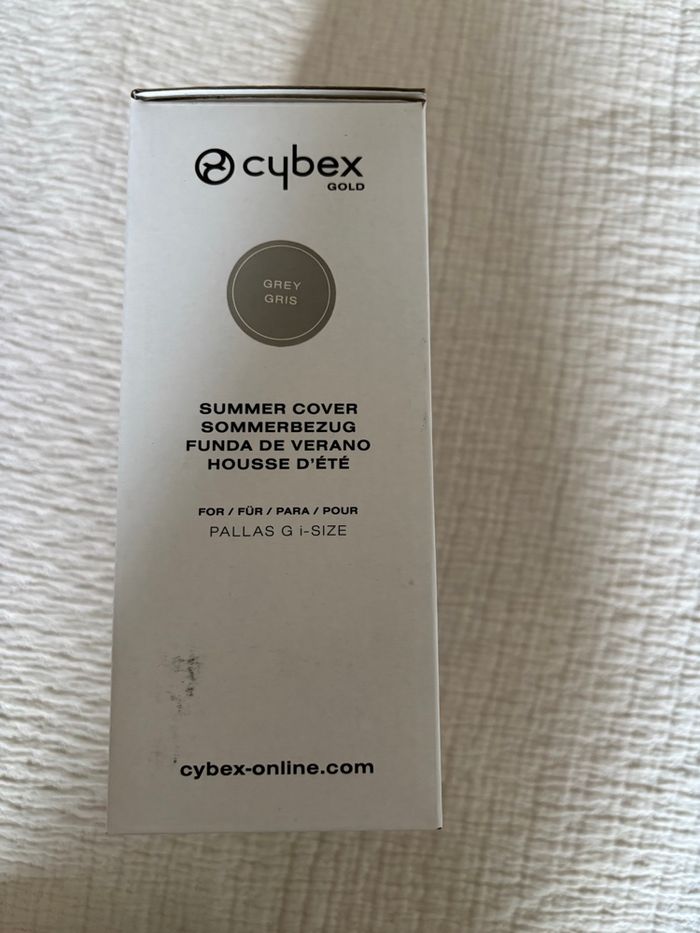 cybex
GOLD
GREY
GRIS
SUMMER COVER
SOMMERBEZUG
FUNDA DE VERANO
HOUSSE D'ÉTÉ
FOR / FÜR / PARA / POUR
PALLAS G i-SIZE
cybex-online.com